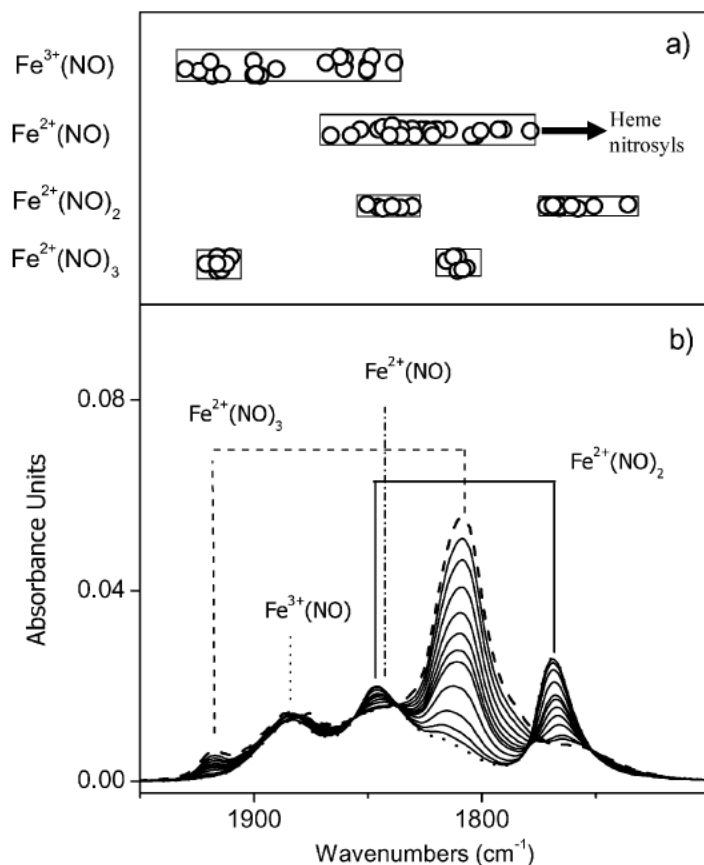 a)
Fe³⁺(NO)
Fe²⁺(NO)
Heme
nitrosyls
Fe²⁺(NO)₂
Fe²⁺(NO)₃
b)
Fe²⁺(NO)
Fe²⁺(NO)₃
Fe²⁺(NO)₂
Fe³⁺(NO)
0.08
0.04
0.00
Absorbance Units
1900
1800
Wavenumbers (cm⁻¹)